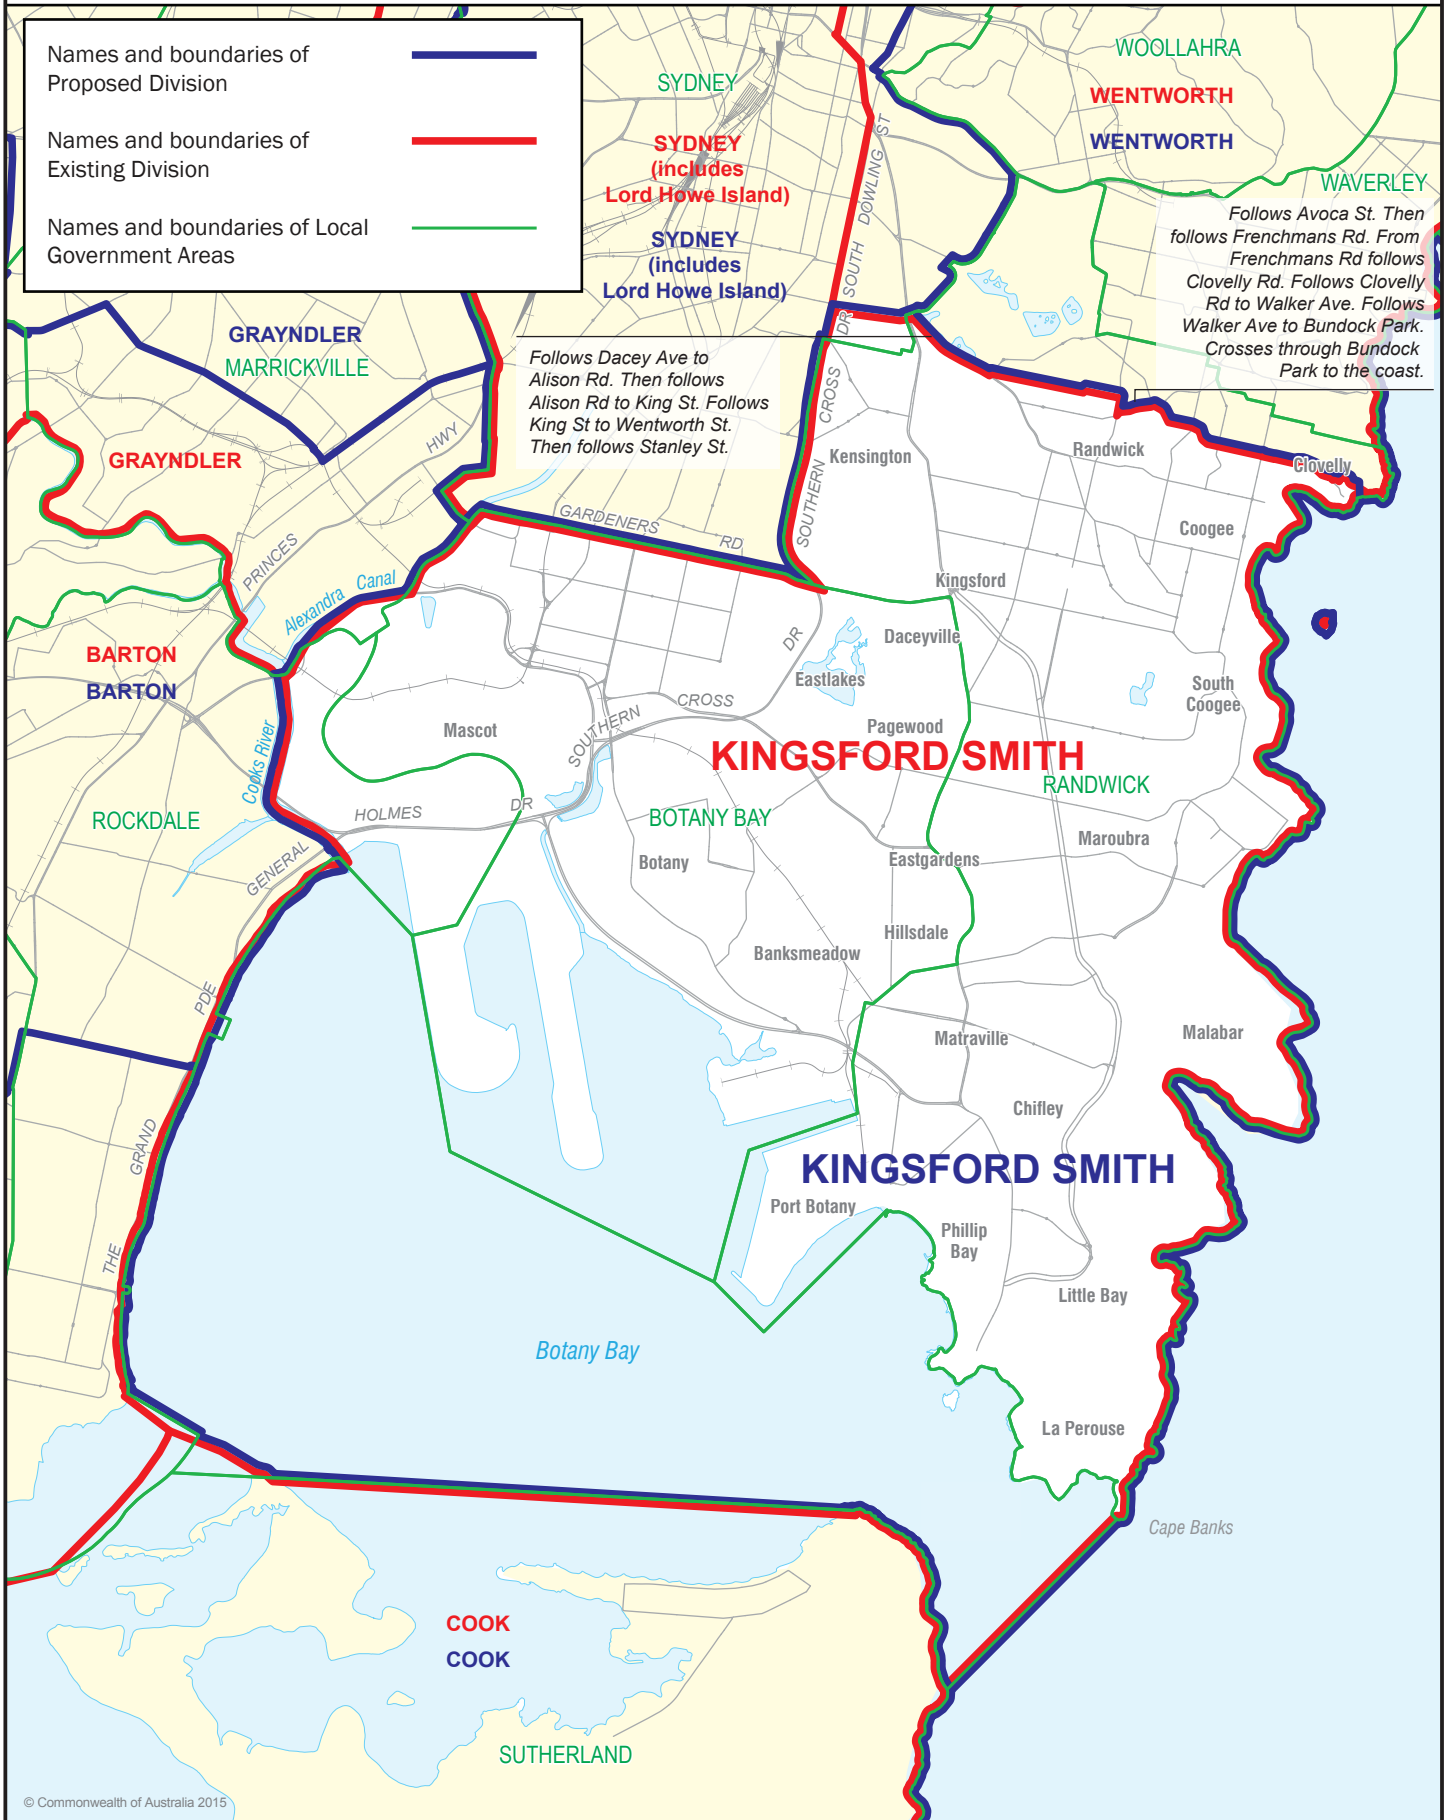 Names and boundaries of
Proposed Division
Names and boundaries of
Existing Division
Names and boundaries of Local
Government Areas
SYDNEY
SYDNEY
(includes
Lord Howe Island)
SYDNEY
(includes
Lord Howe Island)
WOOLLAHRA
WENTWORTH
WENTWORTH
WAVERLEY
Follows Avoca St. Then
follows Frenchmans Rd. From
Frenchmans Rd follows
Clovelly Rd. Follows Clovelly
Rd to Walker Ave. Follows
Walker Ave to Bundock Park.
Crosses through Bundock
Park to the coast.
SOUTH DOWLING ST
GRAYNDLER
MARRICKVILLE
GRAYNDLER
Follows Dacey Ave to
Alison Rd. Then follows
Alison Rd to King St. Follows
King St to Wentworth St.
Then follows Stanley St.
SOUTHERN CROSS DR
PRINCES HWY
GARDENERS RD
Kensington
Randwick
Clovelly
Coogee
Kingsford
Daceyville
Alexandra Canal
BARTON
BARTON
Eastlakes
South
Coogee
Mascot
SOUTHERN CROSS DR
Pagewood
KINGSFORD SMITH
RANDWICK
Cooks River
ROCKDALE
GENERAL HOLMES DR
BOTANY BAY
Botany
Maroubra
Eastgardens
Hillsdale
Banksmeadow
Matraville
Malabar
Chifley
KINGSFORD SMITH
Port Botany
Phillip
Bay
Little Bay
THE GRAND PDE
Botany Bay
La Perouse
Cape Banks
COOK
COOK
SUTHERLAND
© Commonwealth of Australia 2015